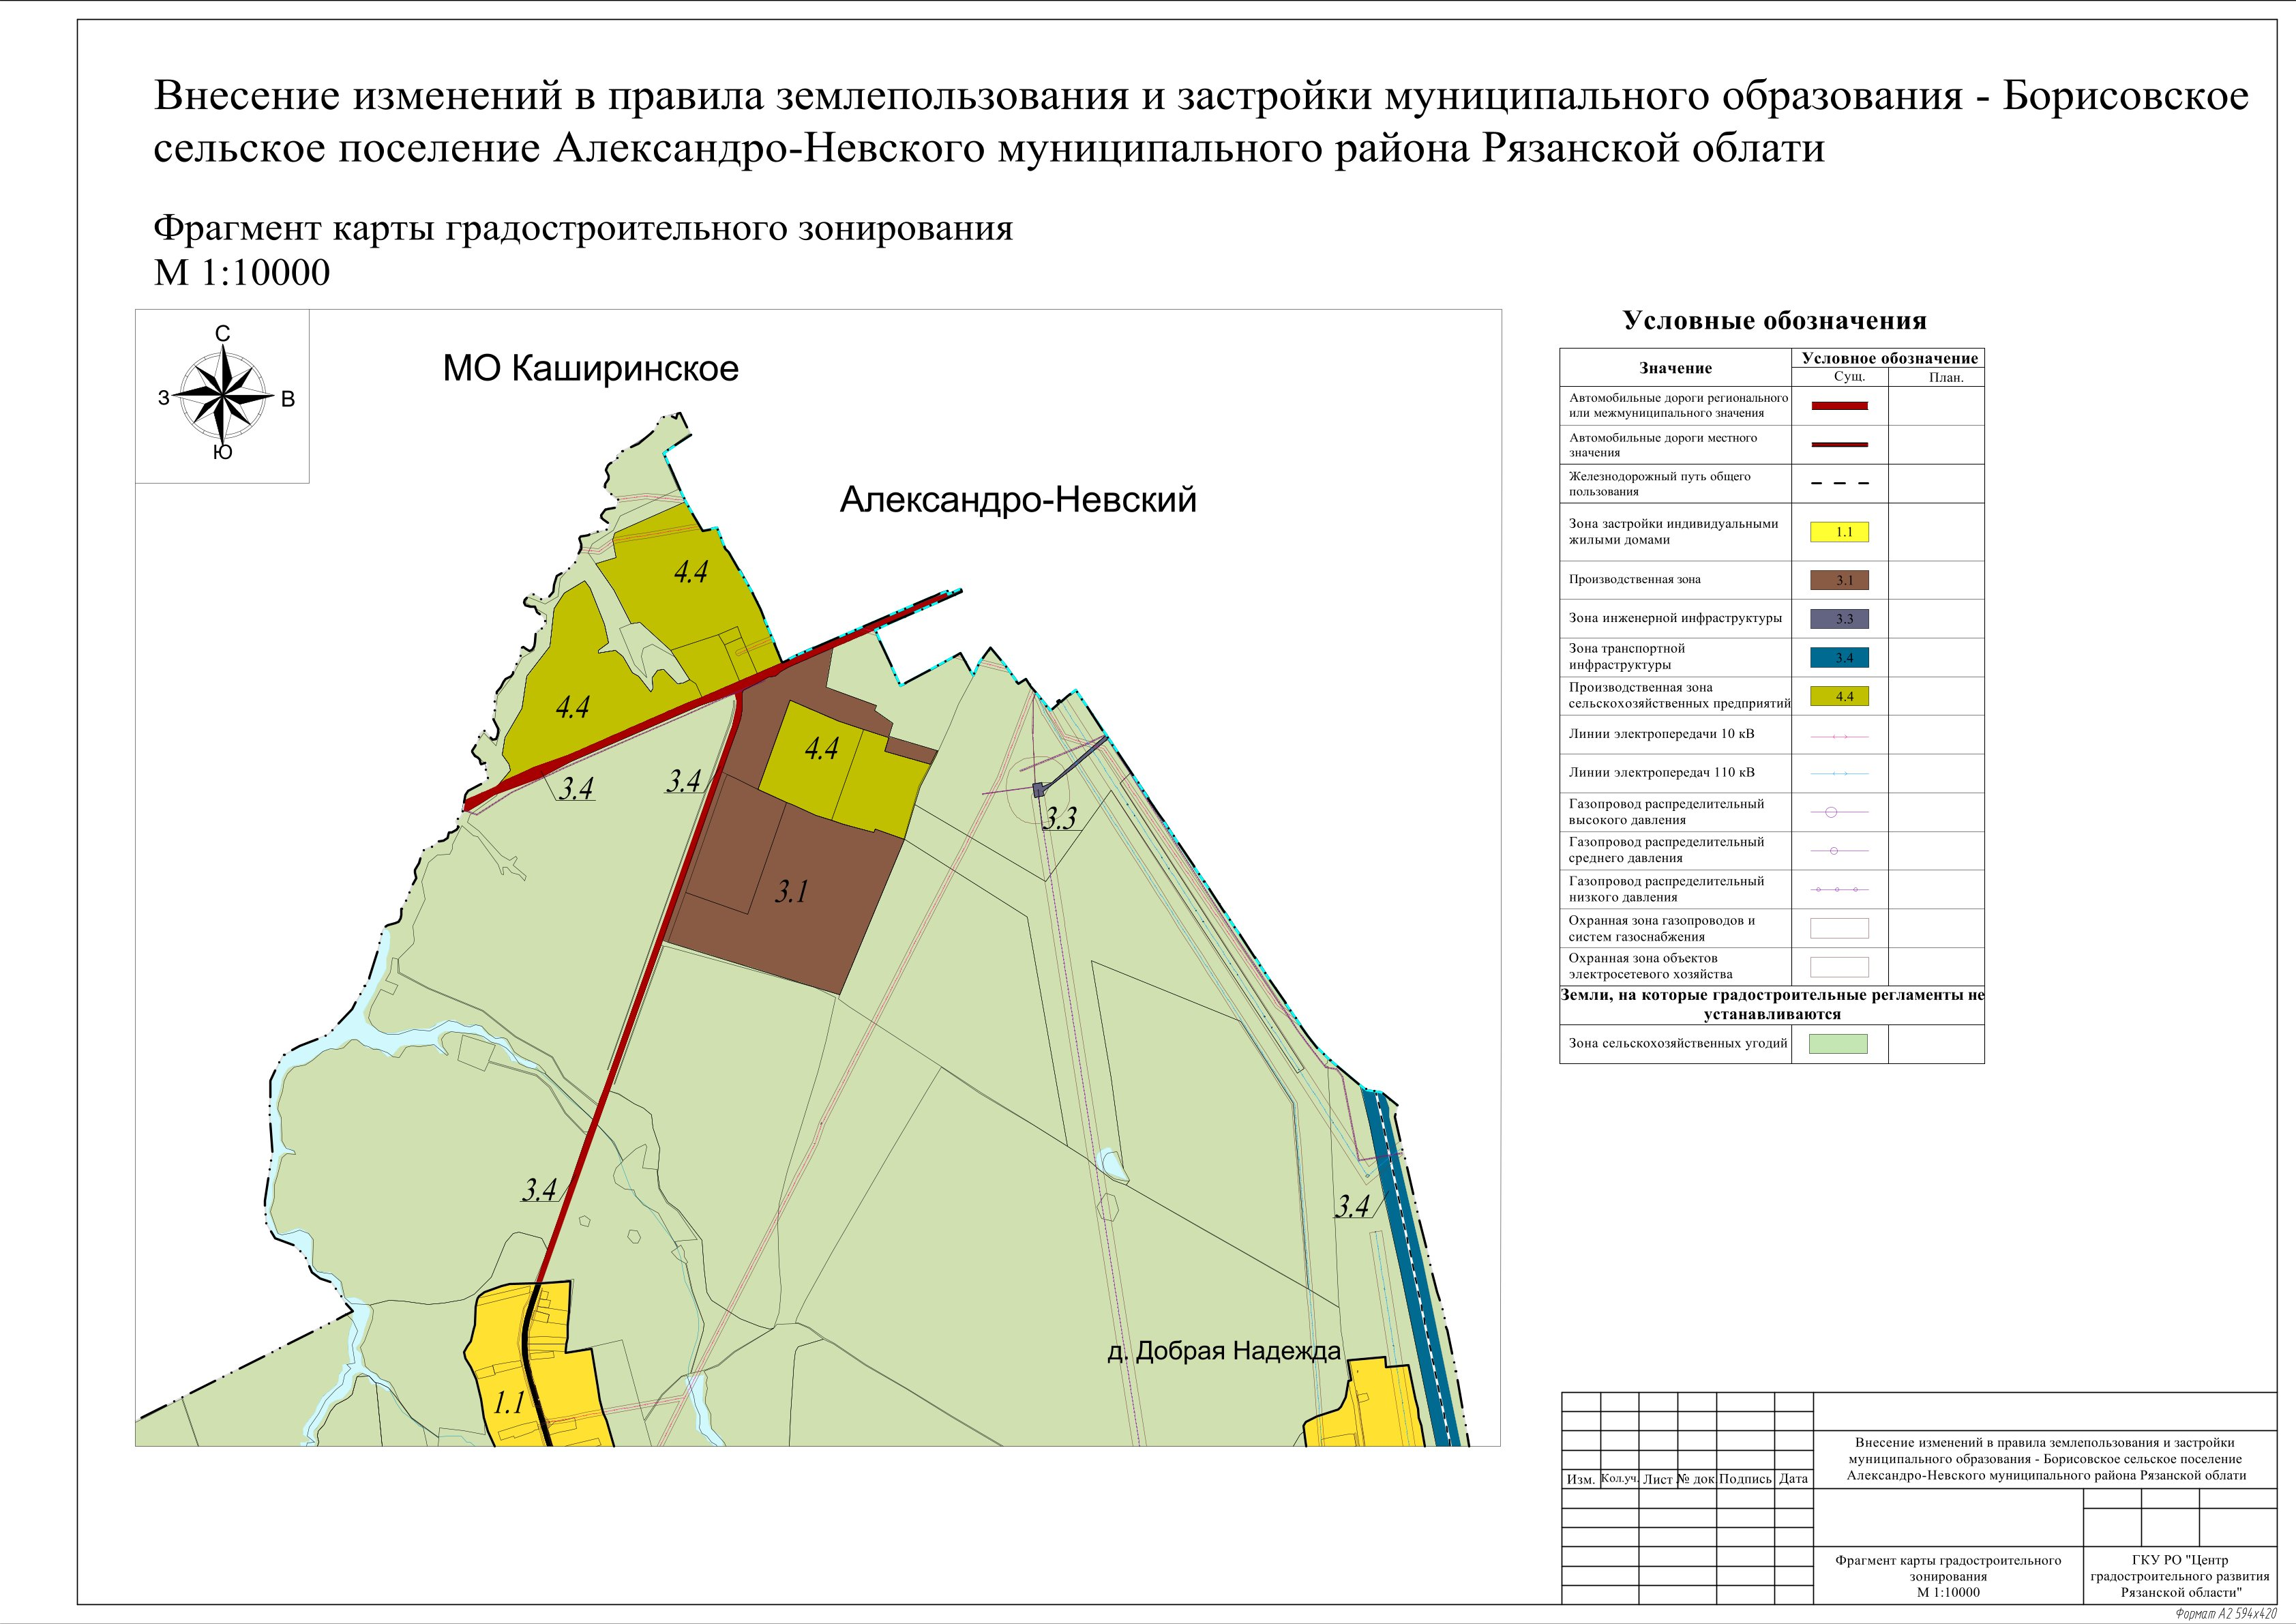 Внесение изменений в правила землепользования и застройки муниципального образования - Борисовское
сельское поселение Александро-Невского муниципального района Рязанской облати
Фрагмент карты градостроительного зонирования
М 1:10000
С
З
В
Ю
МО Каширинское
Александро-Невский
4.4
4.4
4.4
3.4
3.4
3.3
3.1
3.4
3.4
д. Добрая Надежда
1.1
Условные обозначения
Значение
Условное обозначение
Сущ.
План.
Автомобильные дороги регионального
или межмуниципального значения
Автомобильные дороги местного
значения
Железнодорожный путь общего
пользования
Зона застройки индивидуальными
жилыми домами
1.1
Производственная зона
3.1
Зона инженерной инфраструктуры
3.3
Зона транспортной
инфраструктуры
3.4
Производственная зона
сельскохозяйственных предприятий
4.4
Линии электропередачи 10 кВ
Линии электропередач 110 кВ
Газопровод распределительный
высокого давления
Газопровод распределительный
среднего давления
Газопровод распределительный
низкого давления
Охранная зона газопроводов и
систем газоснабжения
Охранная зона объектов
электросетевого хозяйства
Земли, на которые градостроительные регламенты не
устанавливаются
Зона сельскохозяйственных угодий
Внесение изменений в правила землепользования и застройки
муниципального образования - Борисовское сельское поселение
Александро-Невского муниципального района Рязанской облати
Изм.
Кол.уч.
Лист
№ док
Подпись
Дата
Фрагмент карты градостроительного
зонирования
М 1:10000
ГКУ РО "Центр
градостроительного развития
Рязанской области"
Формат А2 594х420